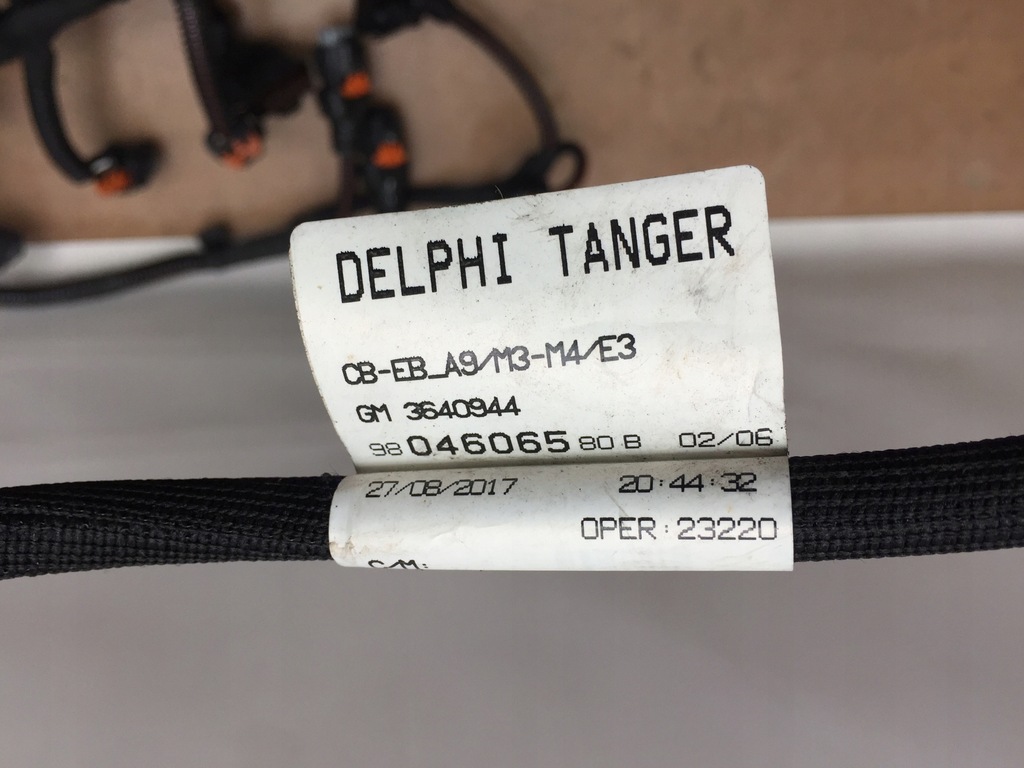 DELPHI TANGER
CB-EB_A9/M3-M4/E3
GM 3640944
98 046065 80 B 02/06
27/08/2017 20:44:32
OPER:23220